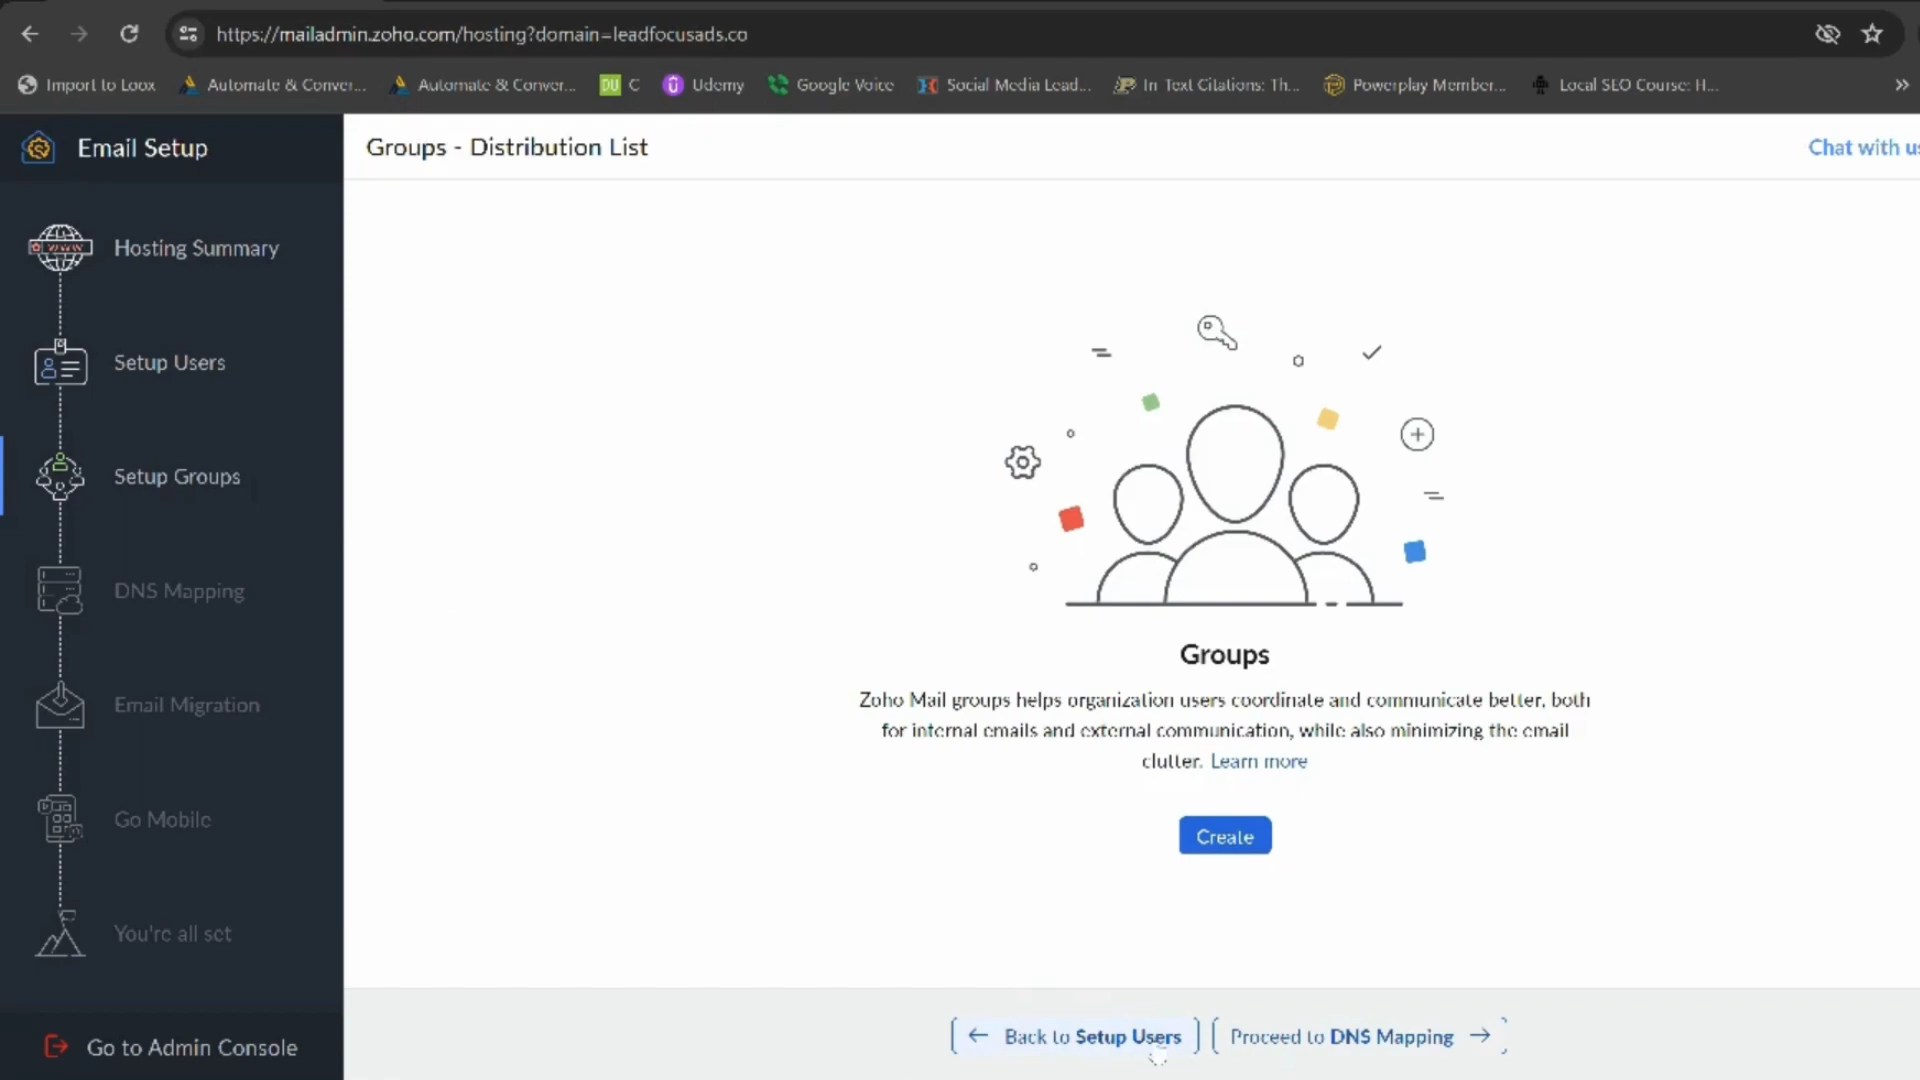 https://mailadmin.zoho.com/hosting?domain=leadfocusads.co
Import to Loox
Automate & Conver...
Automate & Conver...
DU C
Udemy
Google Voice
Social Media Lead...
In Text Citations: Th...
Powerplay Member...
Local SEO Course: H...
Email Setup
Groups - Distribution List
Chat with us
WWW
Hosting Summary
Setup Users
Setup Groups
DNS Mapping
Email Migration
Go Mobile
You're all set
Go to Admin Console
Groups
Zoho Mail groups helps organization users coordinate and communicate better, both
for internal emails and external communication, while also minimizing the email
clutter. Learn more
Create
Back to Setup Users
Proceed to DNS Mapping